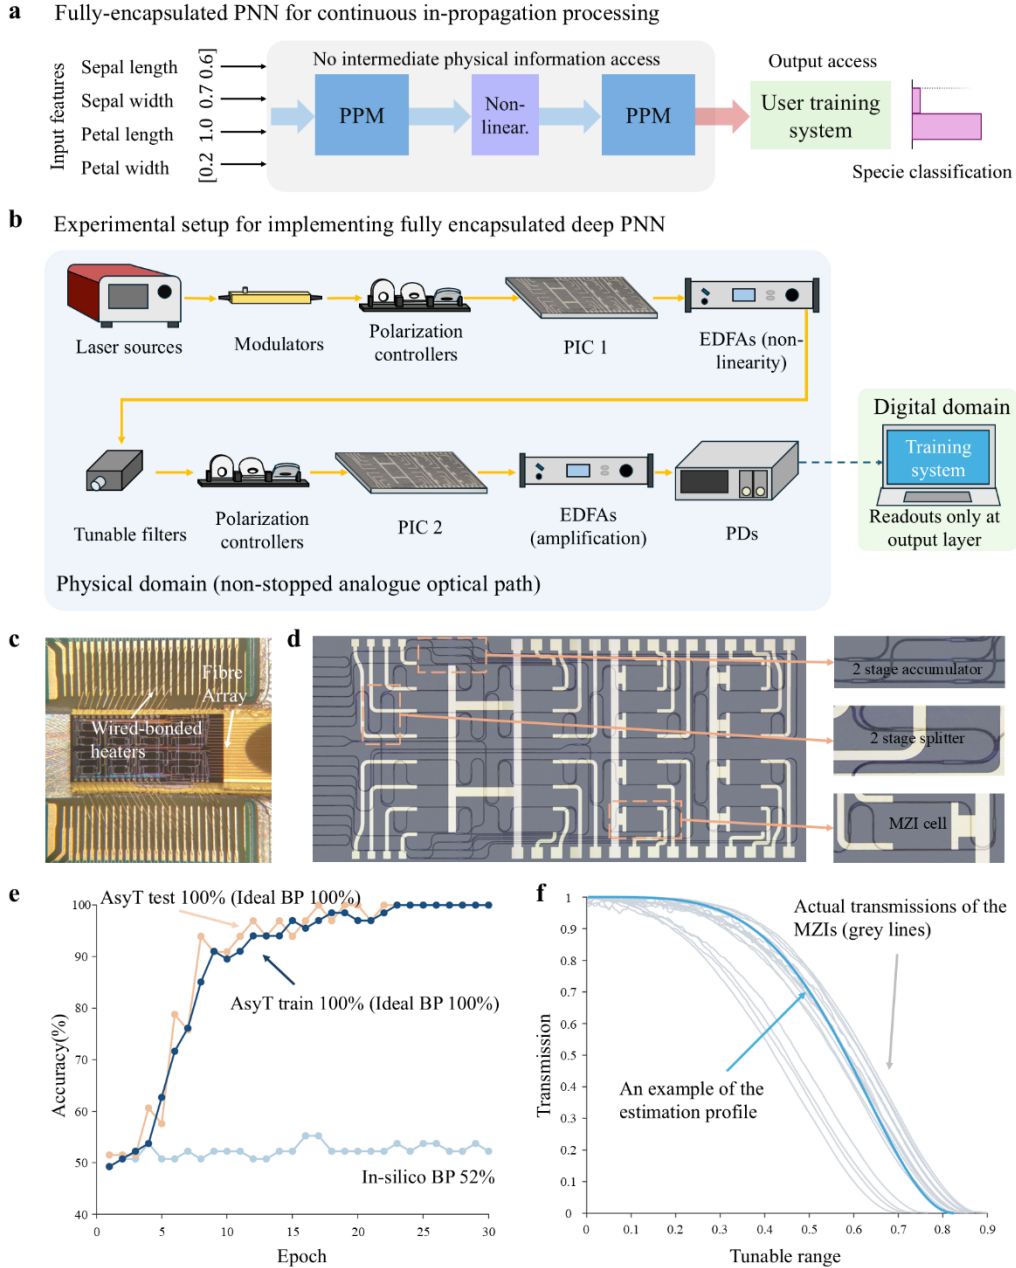 a Fully-encapsulated PNN for continuous in-propagation processing
Input features
Sepal length
Sepal width
Petal length
Petal width
[0.2 1.0 0.7 0.6]
No intermediate physical information access
PPM
Non-
linear.
PPM
Output access
User training
system
Specie classification
b Experimental setup for implementing fully encapsulated deep PNN
Laser sources
Modulators
Polarization
controllers
PIC 1
EDFAs (non-
linearity)
Tunable filters
Polarization
controllers
PIC 2
EDFAs
(amplification)
PDs
Digital domain
Training
system
Readouts only at
output layer
Physical domain (non-stopped analogue optical path)
c
Fibre
Array
Wired-bonded
heaters
d
2 stage accumulator
2 stage splitter
MZI cell
e
AsyT test 100% (Ideal BP 100%)
AsyT train 100% (Ideal BP 100%)
In-silico BP 52%
Accuracy(%)
100
90
80
70
60
50
40
0 5 10 15 20 25 30
Epoch
f
Actual transmissions of the
MZIs (grey lines)
An example of the
estimation profile
Transmission
1
0.9
0.8
0.7
0.6
0.5
0.4
0.3
0.2
0.1
0
0 0.1 0.2 0.3 0.4 0.5 0.6 0.7 0.8 0.9
Tunable range